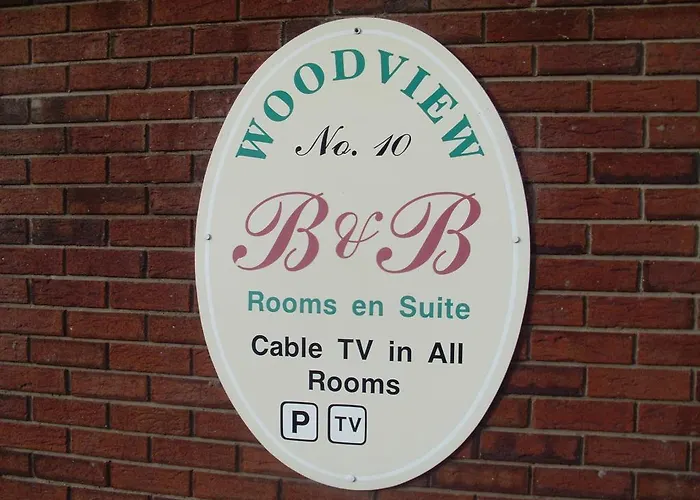 WOODVIEW
No. 10
B & B
Rooms en Suite
Cable TV in All
Rooms
P TV